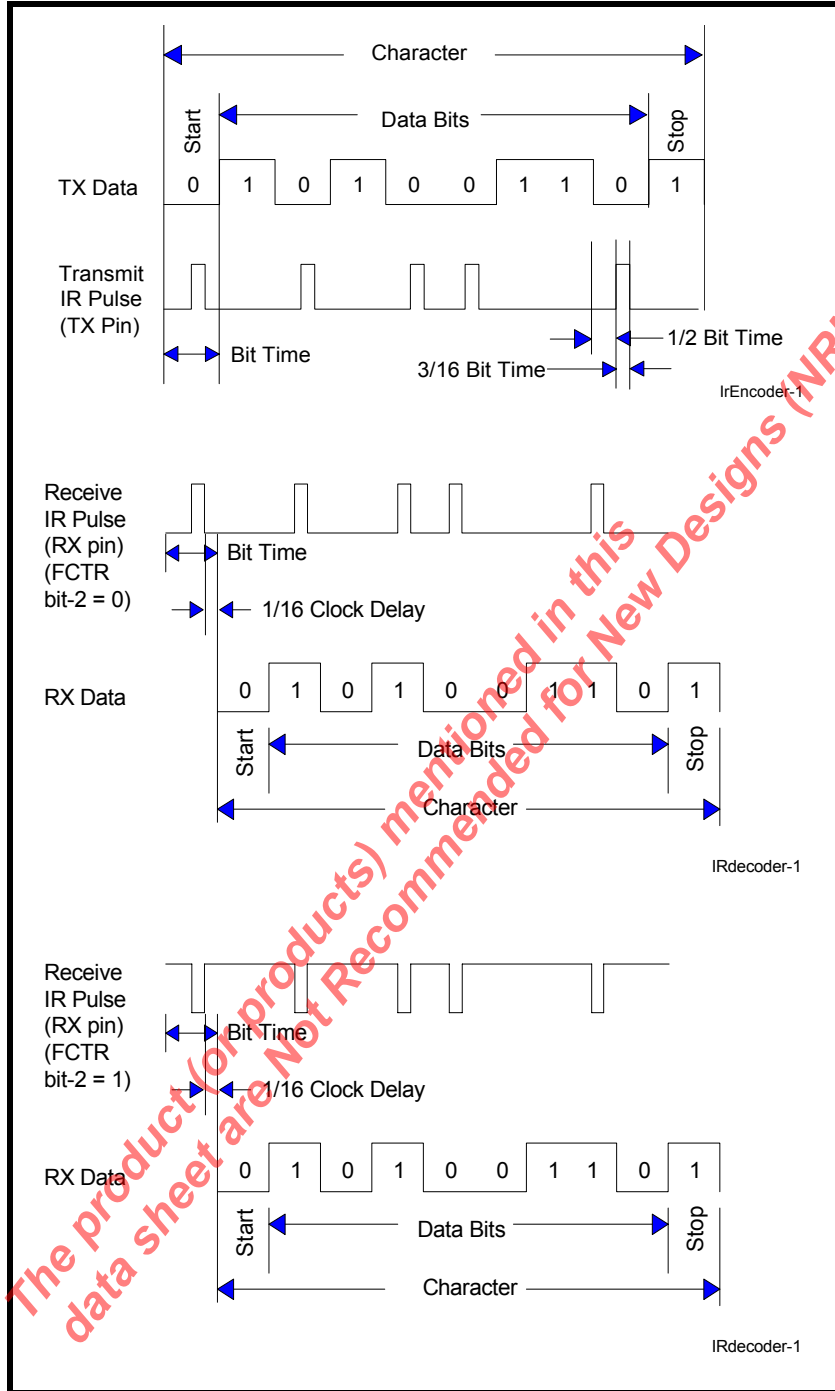 Character
Start
Data Bits
Stop
TX Data
0 1 0 1 0 0 1 1 0 1
Transmit
IR Pulse
(TX Pin)
Bit Time
1/2 Bit Time
3/16 Bit Time
IrEncoder-1
Receive
IR Pulse
(RX pin)
(FCTR
bit-2 = 0)
Bit Time
1/16 Clock Delay
RX Data
0 1 0 1 0 0 1 1 0 1
Start
Data Bits
Stop
Character
IRdecoder-1
Receive
IR Pulse
(RX pin)
(FCTR
bit-2 = 1)
Bit Time
1/16 Clock Delay
RX Data
0 1 0 1 0 0 1 1 0 1
Start
Data Bits
Stop
Character
IRdecoder-1
The product (or products) mentioned in this
data sheet are Not Recommended for New Designs